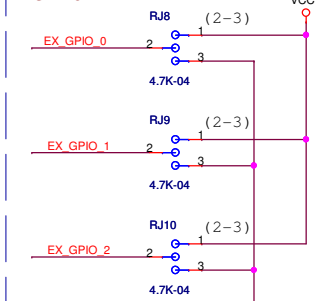 VCC
RJ8 (2-3)
1
EX_GPIO_0 2
3
4.7K-04
RJ9 (2-3)
1
EX_GPIO_1 2
3
4.7K-04
RJ10 (2-3)
1
EX_GPIO_2 2
3
4.7K-04